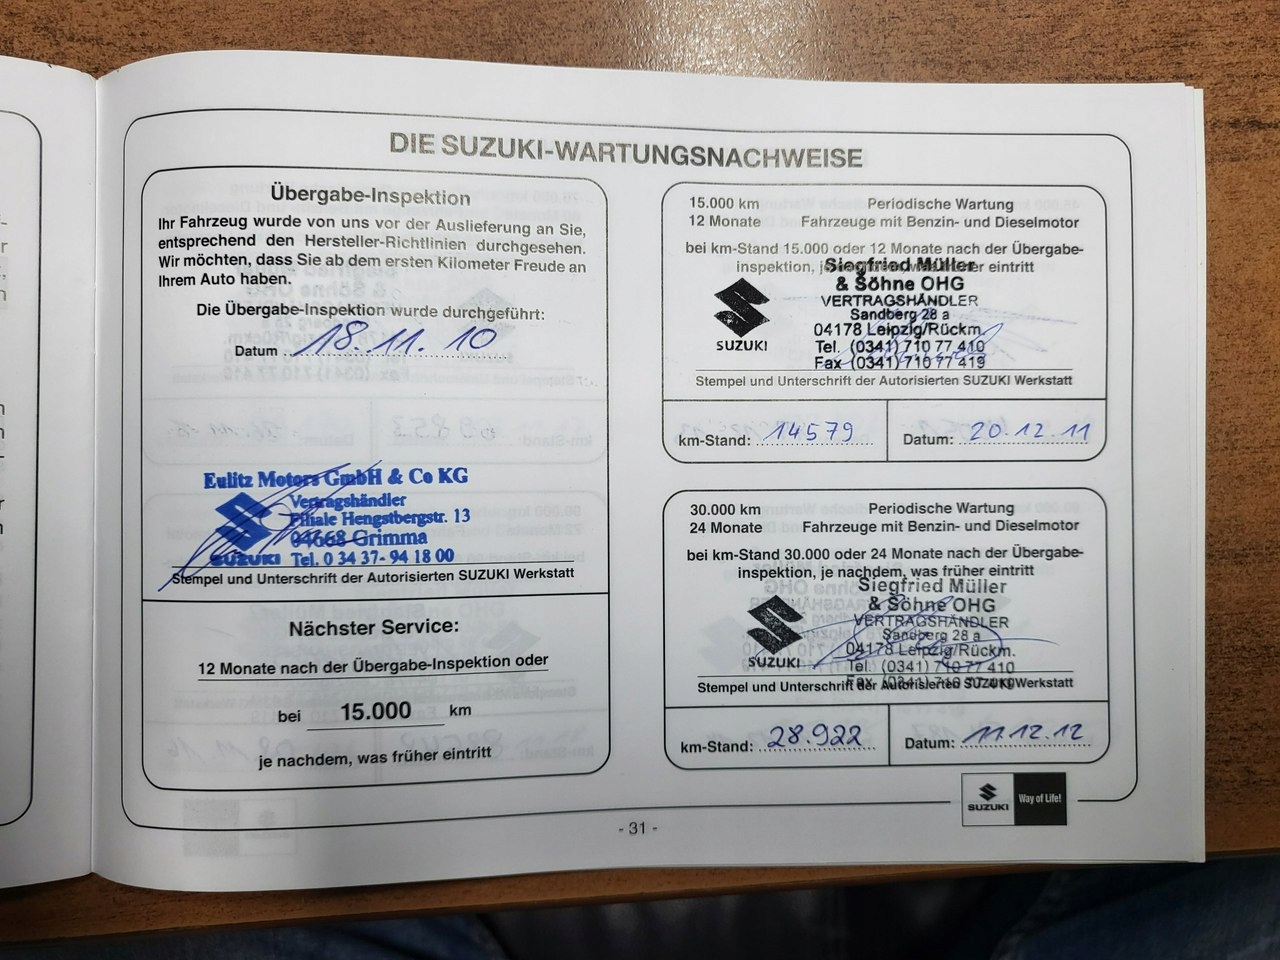 DIE SUZUKI-WARTUNGSNACHWEISE
Übergabe-Inspektion
Ihr Fahrzeug wurde von uns vor der Auslieferung an Sie,
entsprechend den Hersteller-Richtlinien durchgesehen.
Wir möchten, dass Sie ab dem ersten Kilometer Freude an
Ihrem Auto haben.
Die Übergabe-Inspektion wurde durchgeführt:
Datum 18.11.10
Eulitz Motors GmbH & Co KG
Vertragshändler
Filiale Hengstbergstr. 13
04668 Grimma
SUZUKI Tel. 0 34 37- 94 18 00
Stempel und Unterschrift der Autorisierten SUZUKI Werkstatt
Nächster Service:
12 Monate nach der Übergabe-Inspektion oder
bei 15.000 km
je nachdem, was früher eintritt
15.000 km Periodische Wartung
12 Monate Fahrzeuge mit Benzin- und Dieselmotor
bei km-Stand 15.000 oder 12 Monate nach der Übergabe-
inspektion, je nachdem, was früher eintritt
Siegfried Müller
& Söhne OHG
VERTRAGSHÄNDLER
Sandberg 28 a
04178 Leipzig/Rückm.
SUZUKI Tel. (0341) 710 77 410
Fax (0341) 710 77 419
Stempel und Unterschrift der Autorisierten SUZUKI Werkstatt
km-Stand: 14579 Datum: 20.12.11
30.000 km Periodische Wartung
24 Monate Fahrzeuge mit Benzin- und Dieselmotor
bei km-Stand 30.000 oder 24 Monate nach der Übergabe-
inspektion, je nachdem, was früher eintritt
Siegfried Müller
& Söhne OHG
VERTRAGSHÄNDLER
Sandberg 28 a
04178 Leipzig/Rückm.
SUZUKI Tel. (0341) 710 77 410
Fax (0341) 710
Stempel und Unterschrift der Autorisierten SUZUKI Werkstatt
km-Stand: 28.922 Datum: 11.12.12
SUZUKI Way of Life!
- 31 -